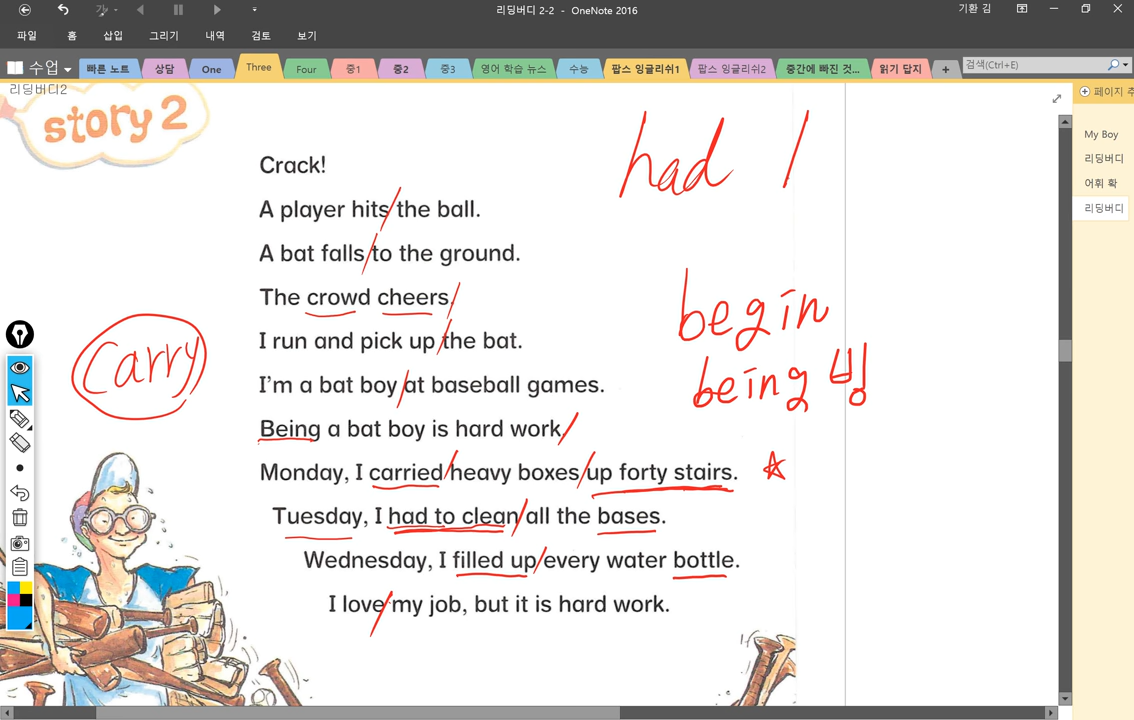 리딩버디 2-2 - OneNote 2016
기환 김
파일 홈 삽입 그리기 내역 검토 보기
수업 빠른 노트 상담 One Three Four 중1 중2 중3 영어 학습 뉴스 수능 팝스 잉글리쉬1 팝스 잉글리쉬2 중간에 빠진 것... 읽기 답지 + 검색(Ctrl+E)
리딩버디2
페이지 추
My Boy
리딩버디
어휘 확
리딩버디
story 2
had /
Crack!
A player hits the ball.
A bat falls to the ground.
The crowd cheers.
I run and pick up the bat.
I'm a bat boy at baseball games.
Being a bat boy is hard work.
Monday, I carried heavy boxes up forty stairs.
Tuesday, I had to clean all the bases.
Wednesday, I filled up every water bottle.
I love my job, but it is hard work.
Carry
begin
being 빙